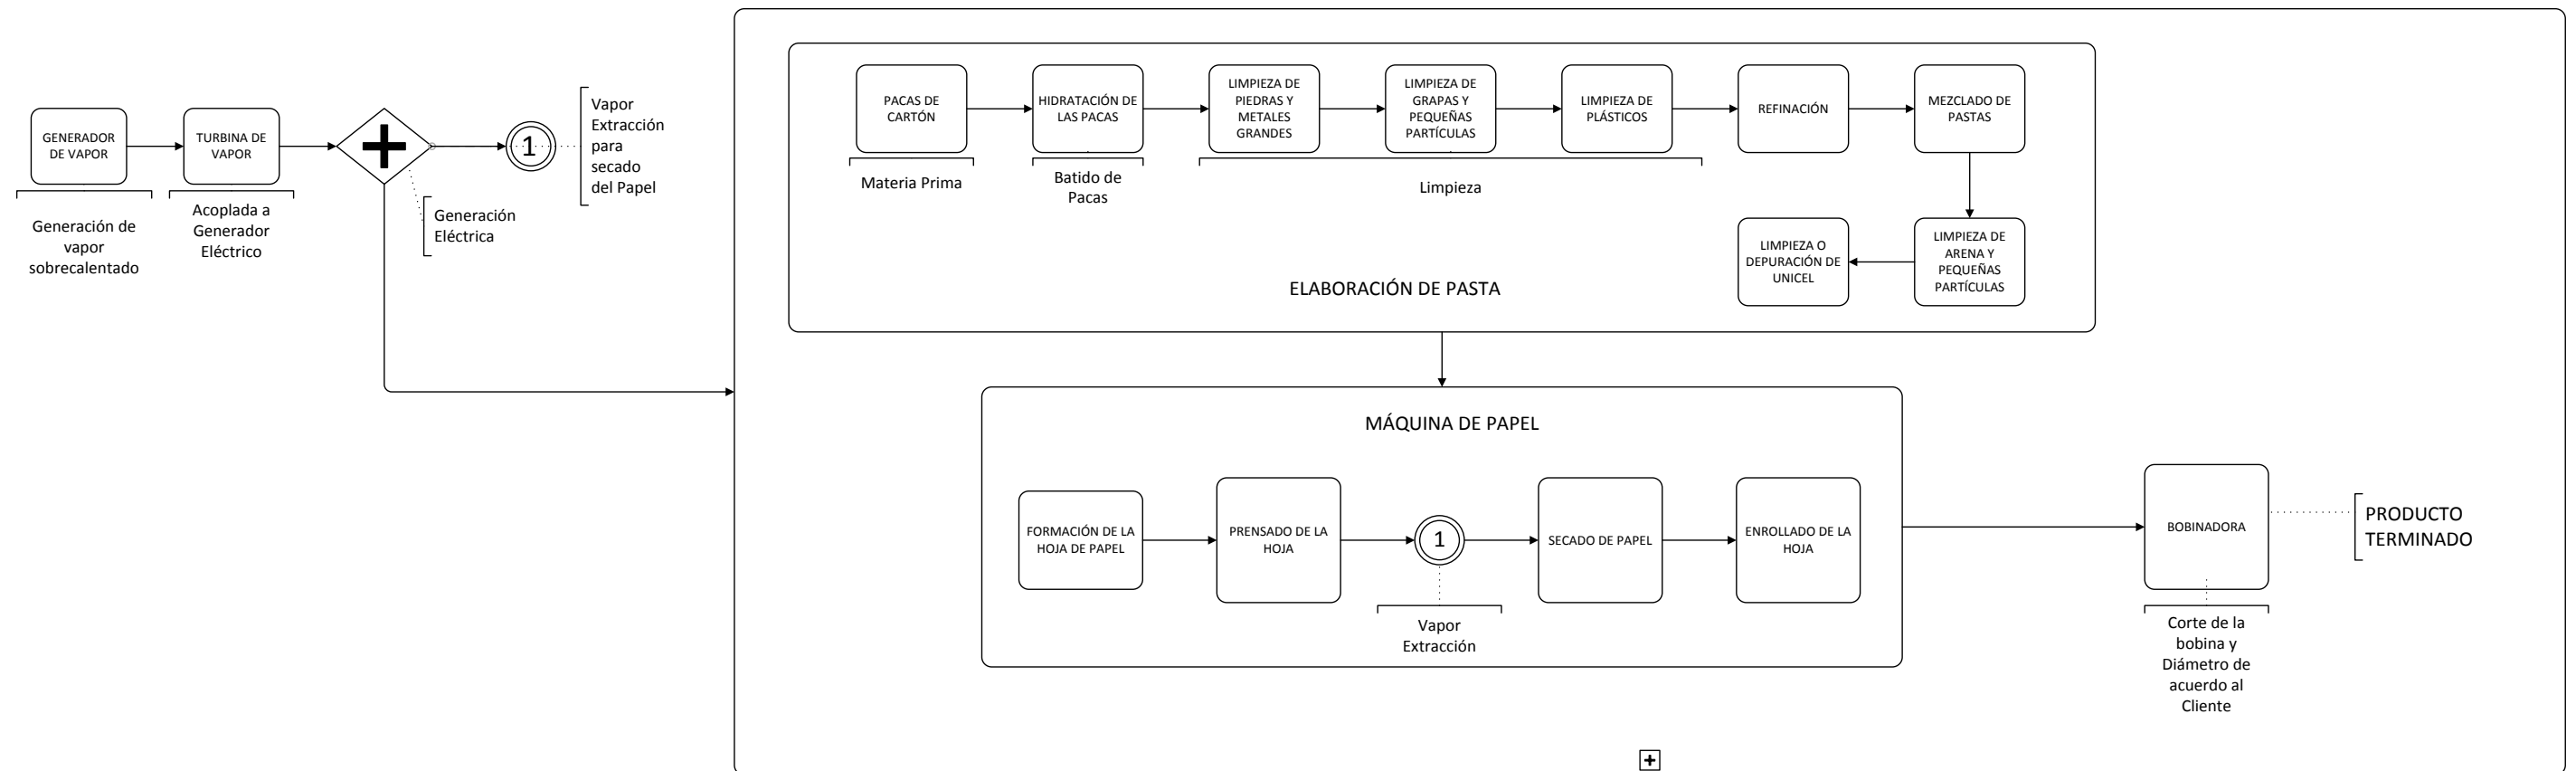 GENERADOR
DE VAPOR
Generación de
vapor
sobrecalentado
TURBINA DE
VAPOR
Acoplada a
Generador
Eléctrico
Generación
Eléctrica
1
Vapor
Extracción
para
secado
del Papel
PACAS DE
CARTÓN
Materia Prima
HIDRATACIÓN DE
LAS PACAS
Batido de
Pacas
LIMPIEZA DE
PIEDRAS Y
METALES
GRANDES
LIMPIEZA DE
GRAPAS Y
PEQUEÑAS
PARTÍCULAS
LIMPIEZA DE
PLÁSTICOS
Limpieza
REFINACIÓN
MEZCLADO DE
PASTAS
LIMPIEZA DE
ARENA Y
PEQUEÑAS
PARTÍCULAS
LIMPIEZA O
DEPURACIÓN DE
UNICEL
ELABORACIÓN DE PASTA
MÁQUINA DE PAPEL
FORMACIÓN DE LA
HOJA DE PAPEL
PRENSADO DE LA
HOJA
1
Vapor
Extracción
SECADO DE PAPEL
ENROLLADO DE LA
HOJA
BOBINADORA
Corte de la
bobina y
Diámetro de
acuerdo al
Cliente
PRODUCTO
TERMINADO